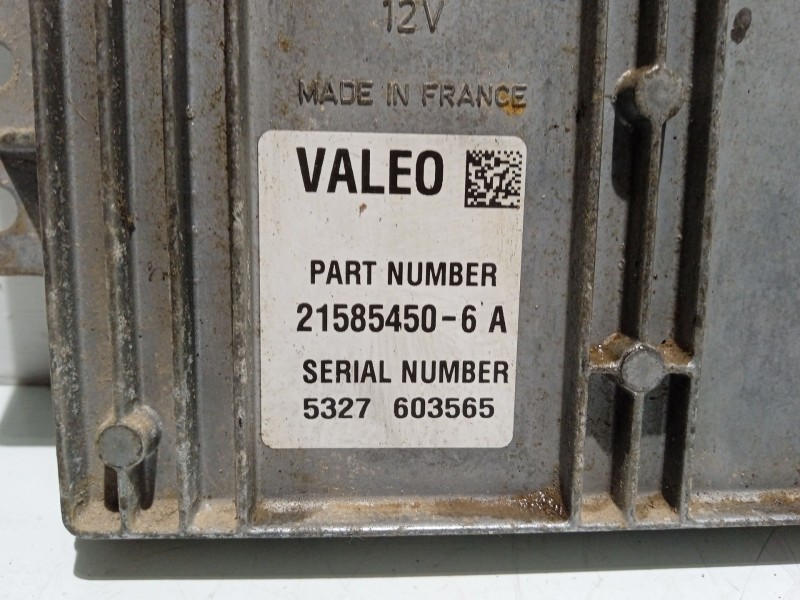 12V
MADE IN FRANCE
VALEO
PART NUMBER
21585450-6 A
SERIAL NUMBER
5327 603565